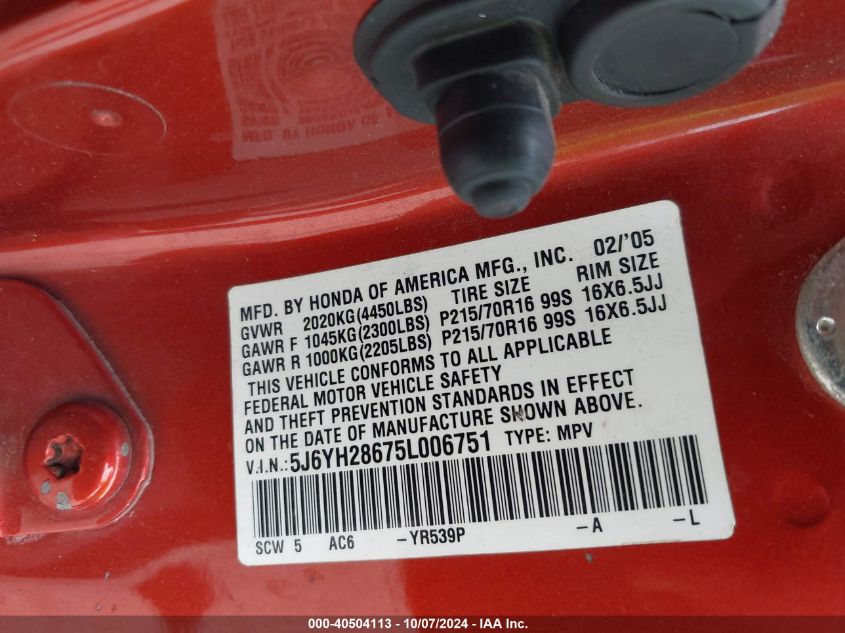 MFD. BY HONDA OF AMERICA MFG., INC. 02/'05
GVWR 2020KG(4450LBS) TIRE SIZE RIM SIZE
GAWR F 1045KG(2300LBS) P215/70R16 99S 16X6.5JJ
GAWR R 1000KG(2205LBS) P215/70R16 99S 16X6.5JJ
THIS VEHICLE CONFORMS TO ALL APPLICABLE
FEDERAL MOTOR VEHICLE SAFETY
AND THEFT PREVENTION STANDARDS IN EFFECT
ON THE DATE OF MANUFACTURE SHOWN ABOVE.
V.I.N.:5J6YH28675L006751 TYPE: MPV
SCW 5 AC6 -YR539P -A -L
000-40504113 - 10/07/2024 - IAA Inc.